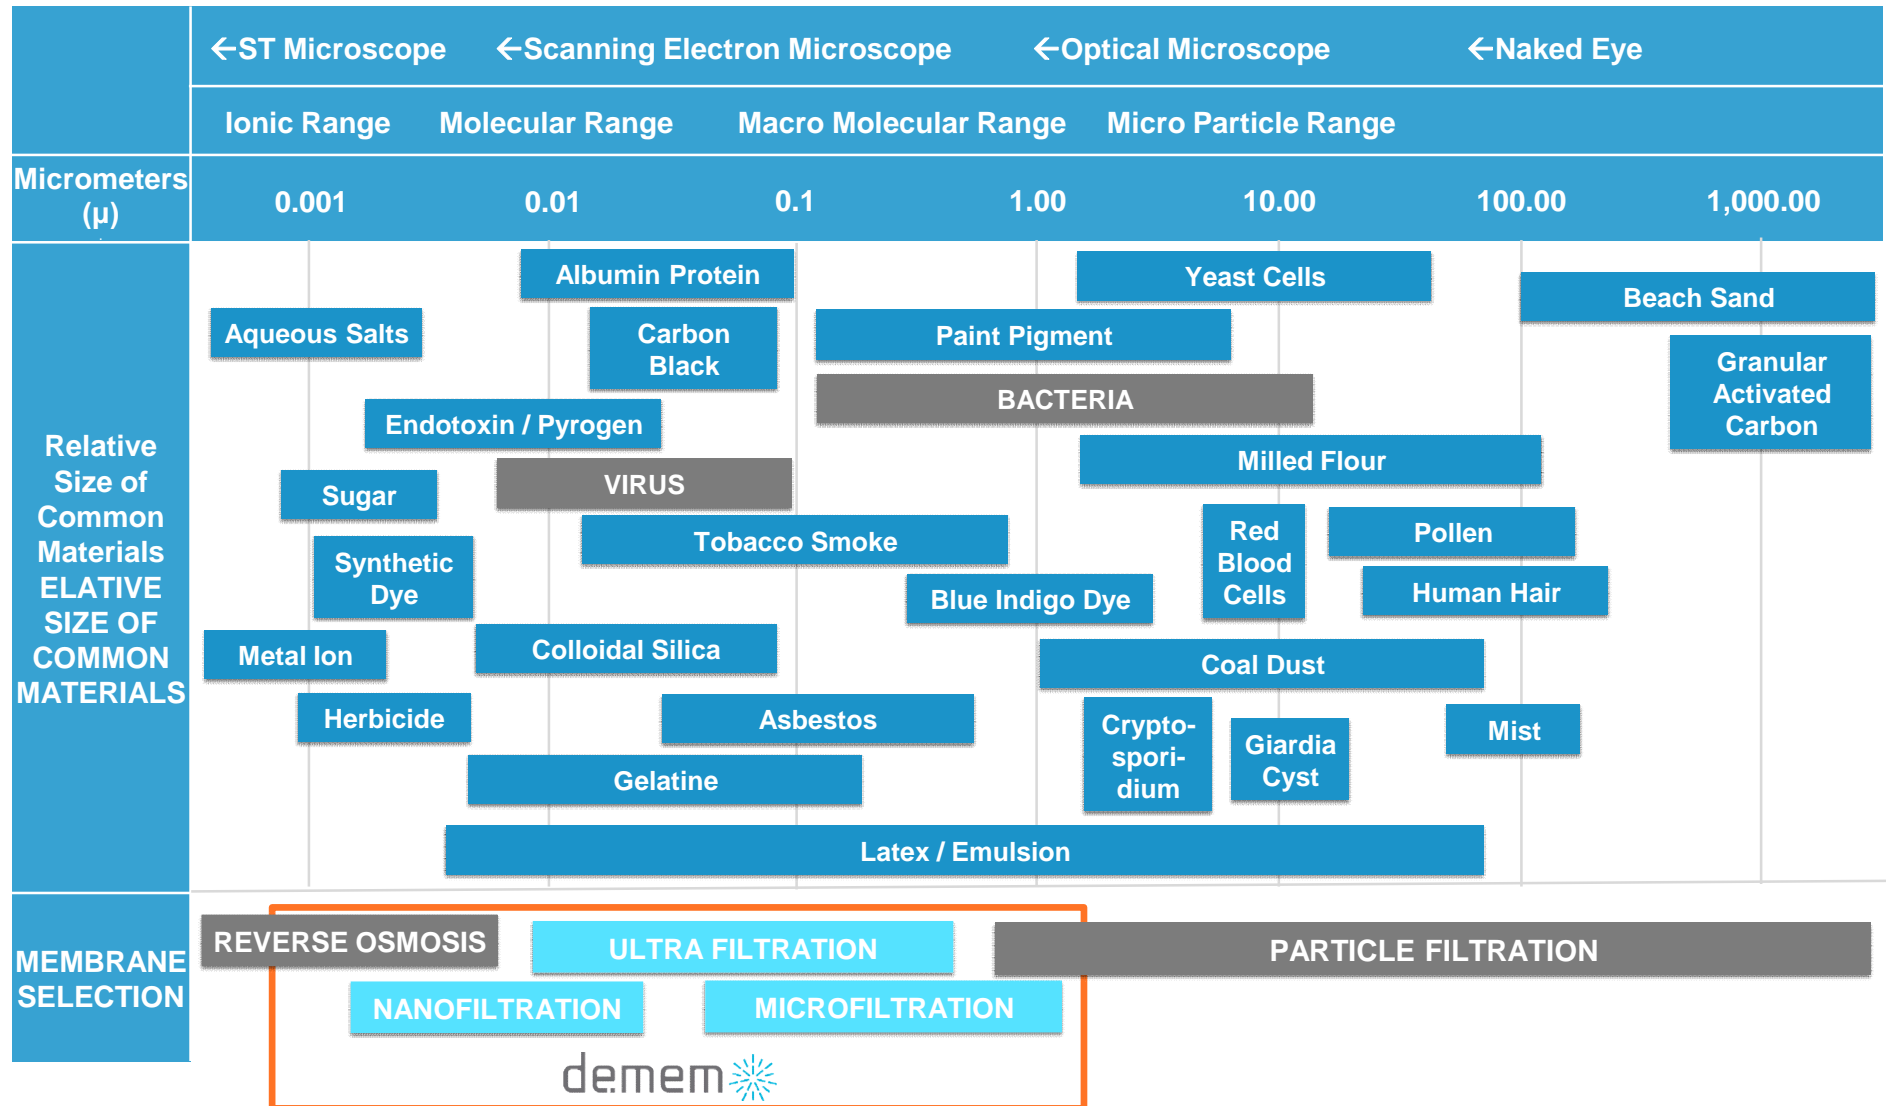 ←ST Microscope ←Scanning Electron Microscope ←Optical Microscope ←Naked Eye
Ionic Range Molecular Range Macro Molecular Range Micro Particle Range
Micrometers
(µ)
0.001 0.01 0.1 1.00 10.00 100.00 1,000.00
Relative
Size of
Common
Materials
ELATIVE
SIZE OF
COMMON
MATERIALS
Albumin Protein
Yeast Cells
Beach Sand
Aqueous Salts
Carbon
Black
Paint Pigment
Granular
Activated
Carbon
BACTERIA
Endotoxin / Pyrogen
Milled Flour
VIRUS
Sugar
Tobacco Smoke
Red
Blood
Cells
Pollen
Synthetic
Dye
Blue Indigo Dye
Human Hair
Metal Ion
Colloidal Silica
Coal Dust
Herbicide
Asbestos
Crypto-
spori-
dium
Giardia
Cyst
Mist
Gelatine
Latex / Emulsion
MEMBRANE
SELECTION
REVERSE OSMOSIS
ULTRA FILTRATION
PARTICLE FILTRATION
NANOFILTRATION
MICROFILTRATION
de.mem